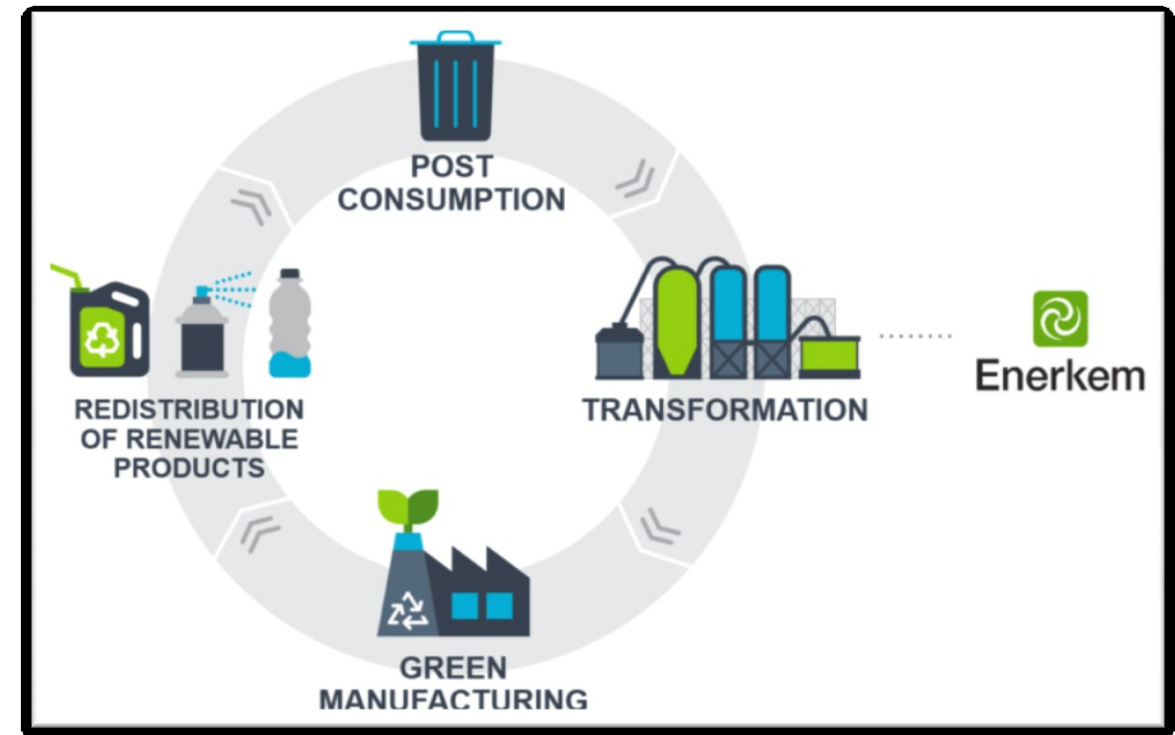 POST
CONSUMPTION
TRANSFORMATION
Enerkem
GREEN
MANUFACTURING
REDISTRIBUTION
OF RENEWABLE
PRODUCTS